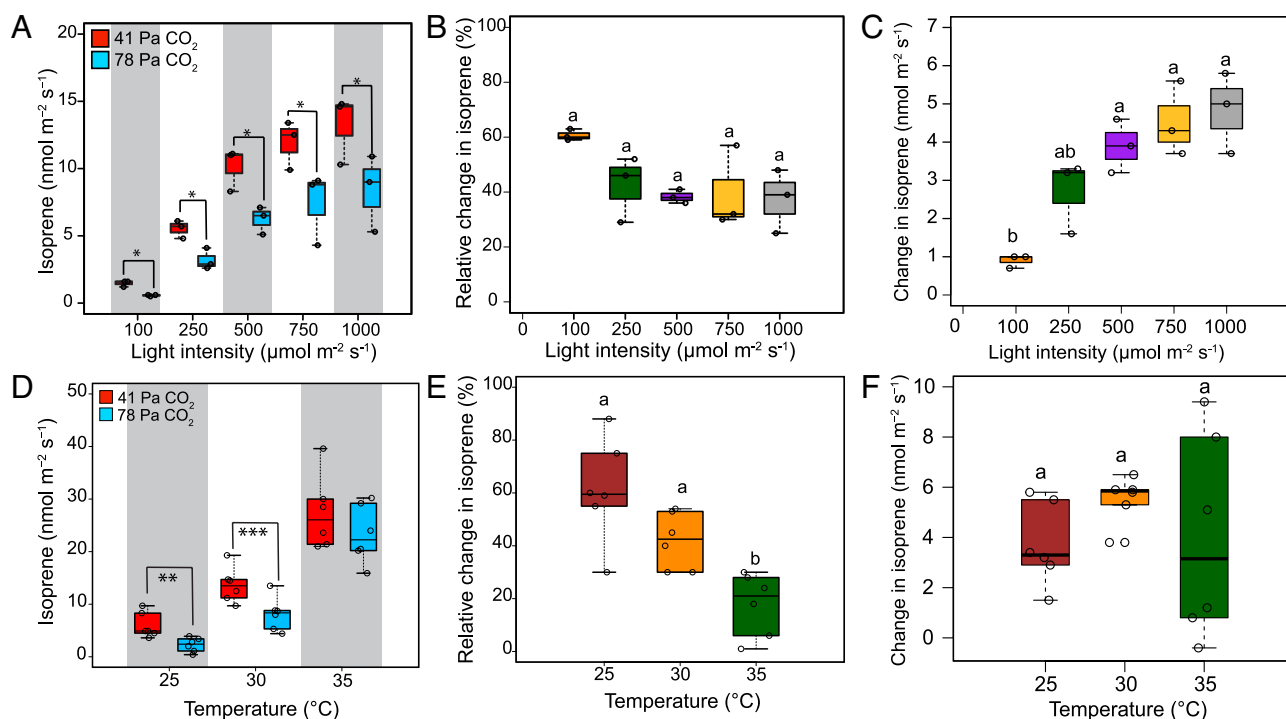 A
Isoprene (nmol m⁻² s⁻¹)
20
15
10
5
0
41 Pa CO₂
78 Pa CO₂
*
*
*
*
*
100
250
500
750
1000
Light intensity (μmol m⁻² s⁻¹)
B
Relative change in isoprene (%)
100
80
60
40
20
0
a
a
a
a
a
0
100
250
500
750
1000
Light intensity (μmol m⁻² s⁻¹)
C
Change in isoprene (nmol m⁻² s⁻¹)
7
6
5
4
3
2
1
0
b
ab
a
a
a
0
100
250
500
750
1000
Light intensity (μmol m⁻² s⁻¹)
D
Isoprene (nmol m⁻² s⁻¹)
50
40
30
20
10
0
41 Pa CO₂
78 Pa CO₂
**
***
25
30
35
Temperature (°C)
E
Relative change in isoprene (%)
100
80
60
40
20
0
a
a
b
25
30
35
Temperature (°C)
F
Change in isoprene (nmol m⁻² s⁻¹)
10
8
6
4
2
0
a
a
a
25
30
35
Temperature (°C)